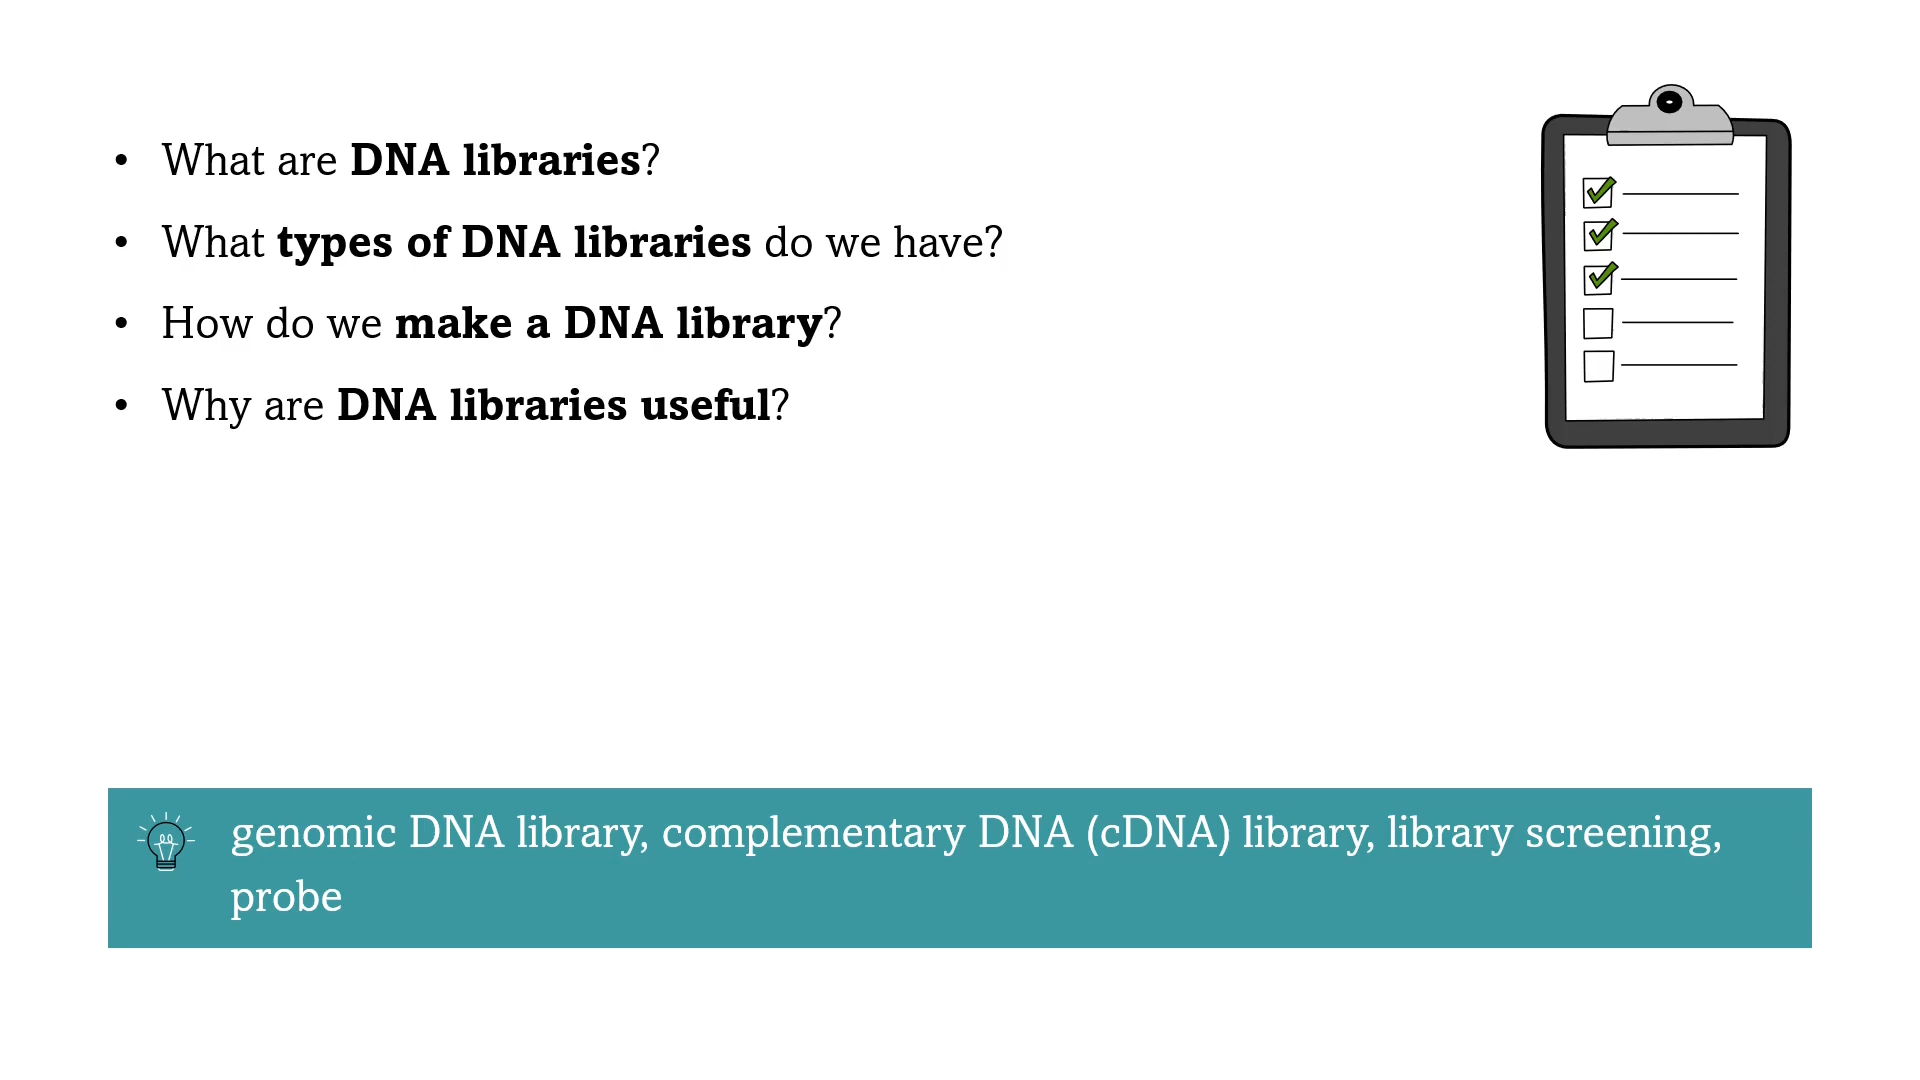 • What are DNA libraries?
• What types of DNA libraries do we have?
• How do we make a DNA library?
• Why are DNA libraries useful?
genomic DNA library, complementary DNA (cDNA) library, library screening,
probe